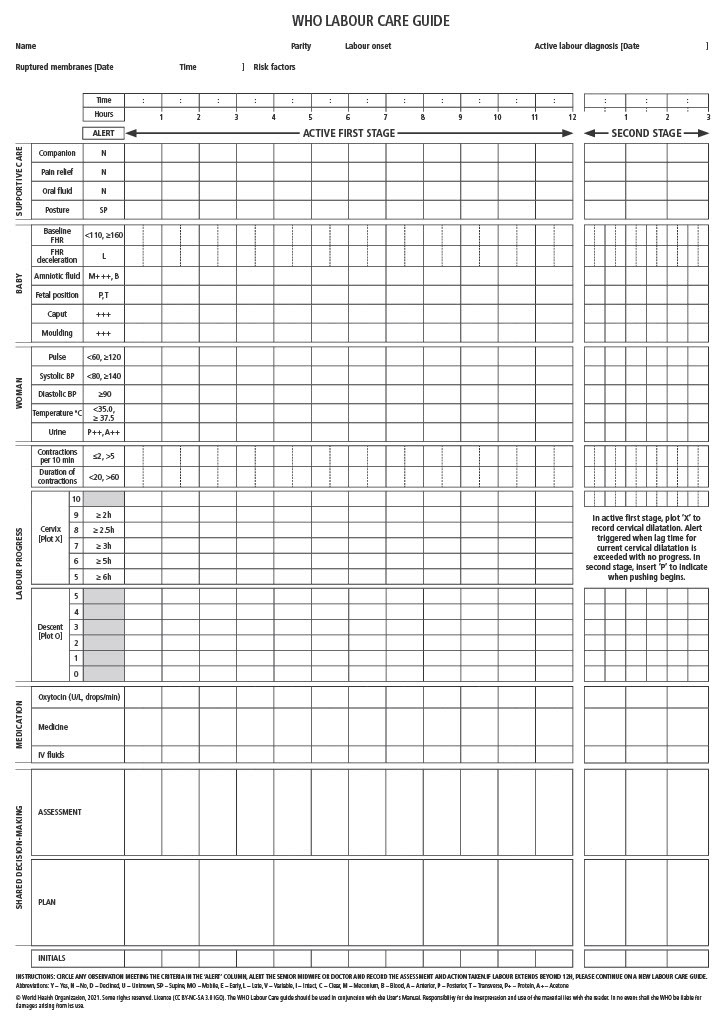 WHO LABOUR CARE GUIDE
Name Parity Labour onset Active labour diagnosis [Date ]
Ruptured membranes [Date Time ] Risk factors
Time : : : : : : : : : : : : : : :
Hours 1 2 3 4 5 6 7 8 9 10 11 12 1 2 3
ALERT ACTIVE FIRST STAGE SECOND STAGE
SUPPORTIVE CARE
Companion N
Pain relief N
Oral fluid N
Posture SP
BABY
Baseline
FHR <110, ≥160
FHR
deceleration L
Amniotic fluid M+++, B
Fetal position P,T
Caput +++
Moulding +++
WOMAN
Pulse <60, ≥120
Systolic BP <80, ≥140
Diastolic BP ≥90
Temperature °C <35.0,
≥ 37.5
Urine P++, A++
LABOUR PROGRESS
Contractions
per 10 min ≤2, >5
Duration of
contractions <20, >60
Cervix
[Plot X]
10
9 ≥ 2h
8 ≥ 2.5h
7 ≥ 3h
6 ≥ 5h
5 ≥ 6h
In active first stage, plot 'X' to
record cervical dilatation. Alert
triggered when lag time for
current cervical dilatation is
exceeded with no progress. In
second stage, insert 'P' to indicate
when pushing begins.
Descent
[Plot O]
5
4
3
2
1
0
MEDICATION
Oxytocin (U/L, drops/min)
Medicine
IV fluids
SHARED DECISION-MAKING
ASSESSMENT
PLAN
INITIALS
INSTRUCTIONS: CIRCLE ANY OBSERVATION MEETING THE CRITERIA IN THE 'ALERT' COLUMN, ALERT THE SENIOR MIDWIFE OR DOCTOR AND RECORD THE ASSESSMENT AND ACTION TAKEN.IF LABOUR EXTENDS BEYOND 12H, PLEASE CONTINUE ON A NEW LABOUR CARE GUIDE.
Abbreviations: Y – Yes, N – No, D – Declined, U – Unknown, SP – Supine, MO – Mobile, E – Early, L – Late, V – Variable, I – Intact, C – Clear, M – Meconium, B – Blood, A – Anterior, P – Posterior, T – Transverse, P+ – Protein, A+ – Acetone
© World Health Organization, 2021. Some rights reserved. Licence (CC BY-NC-SA 3.0 IGO). The WHO Labour Care guide should be used in conjunction with the User's Manual. Responsibility for the interpretation and use of the material lies with the reader. In no event shall the WHO be liable for
damages arising from its use.